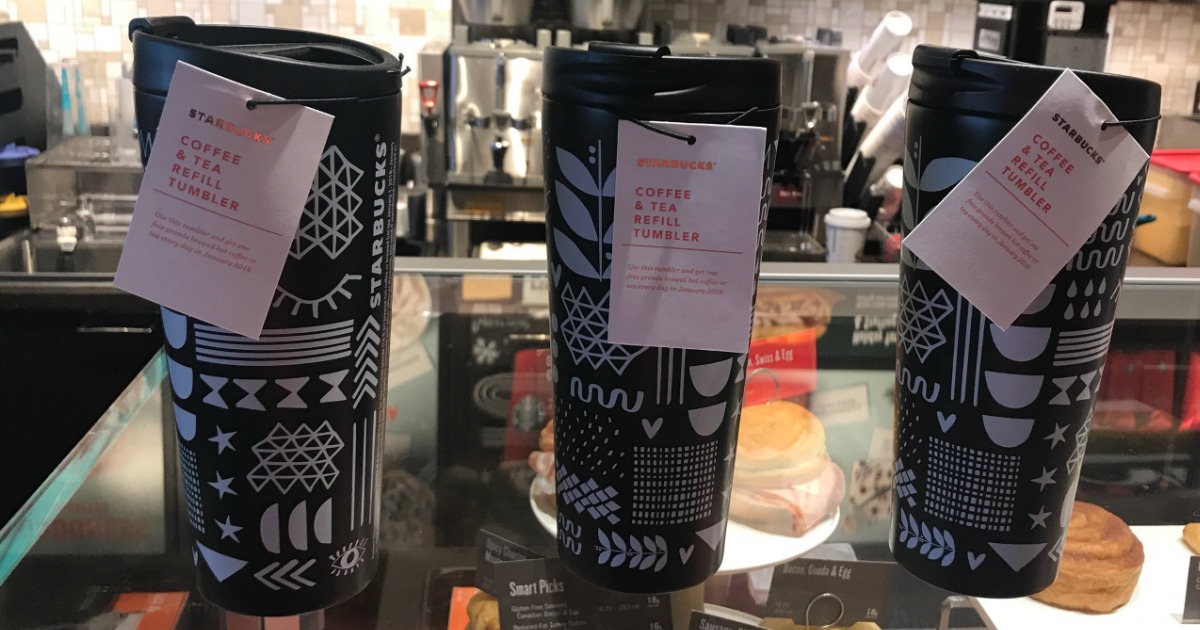 STARBUCKS
COFFEE
& TEA
REFILL
TUMBLER
Use this tumbler and get one
free grande brewed hot coffee or
tea every day in January 2018
STARBUCKS®
STARBUCKS
COFFEE
& TEA
REFILL
TUMBLER
Use this tumbler and get one
free grande brewed hot coffee or
tea every day in January 2018.
STARBUCKS
COFFEE
& TEA
REFILL
TUMBLER
Use this tumbler and get one
free grande brewed hot coffee or
tea every day in January 2018.
, Swiss & Egg
Smart Picks
Bacon, Gouda & Egg